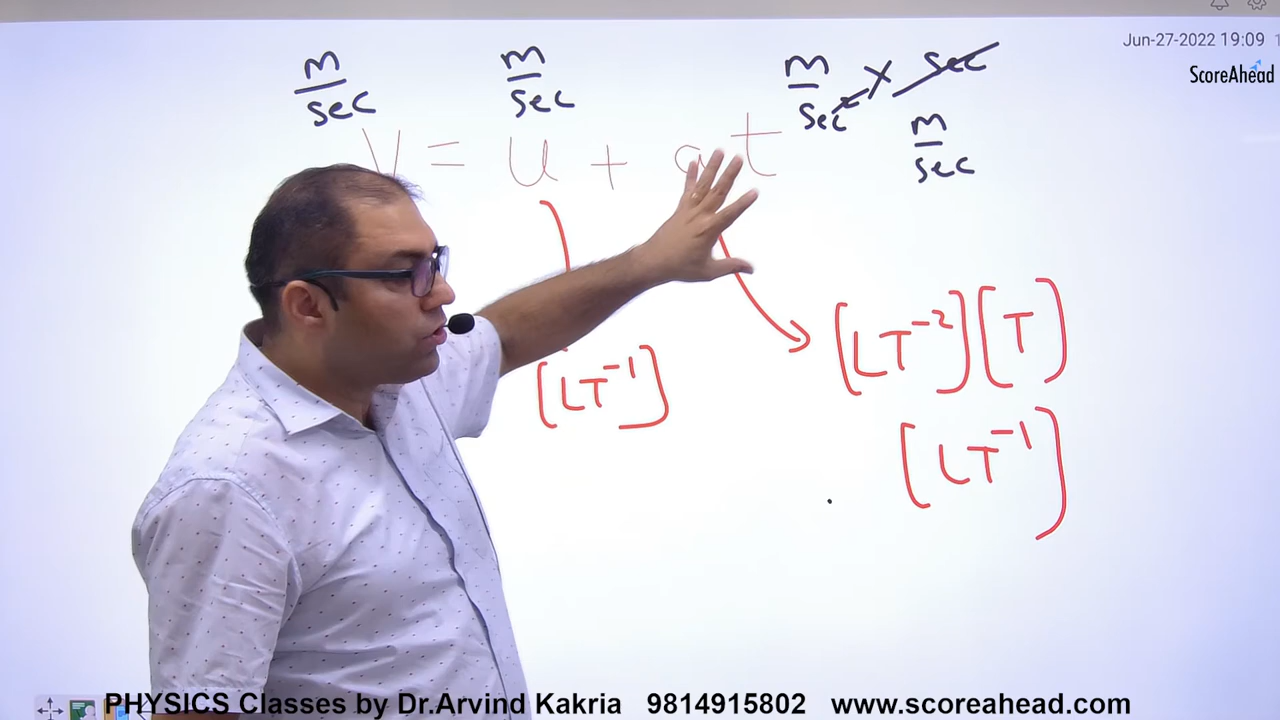 Jun-27-2022 19:09
ScoreAhead
m/sec m/sec m/sec × sec
m/sec
V = u + at
[LT⁻²][T]
[LT⁻¹]
[LT⁻¹]
PHYSICS Classes by Dr.Arvind Kakria 9814915802 www.scoreahead.com